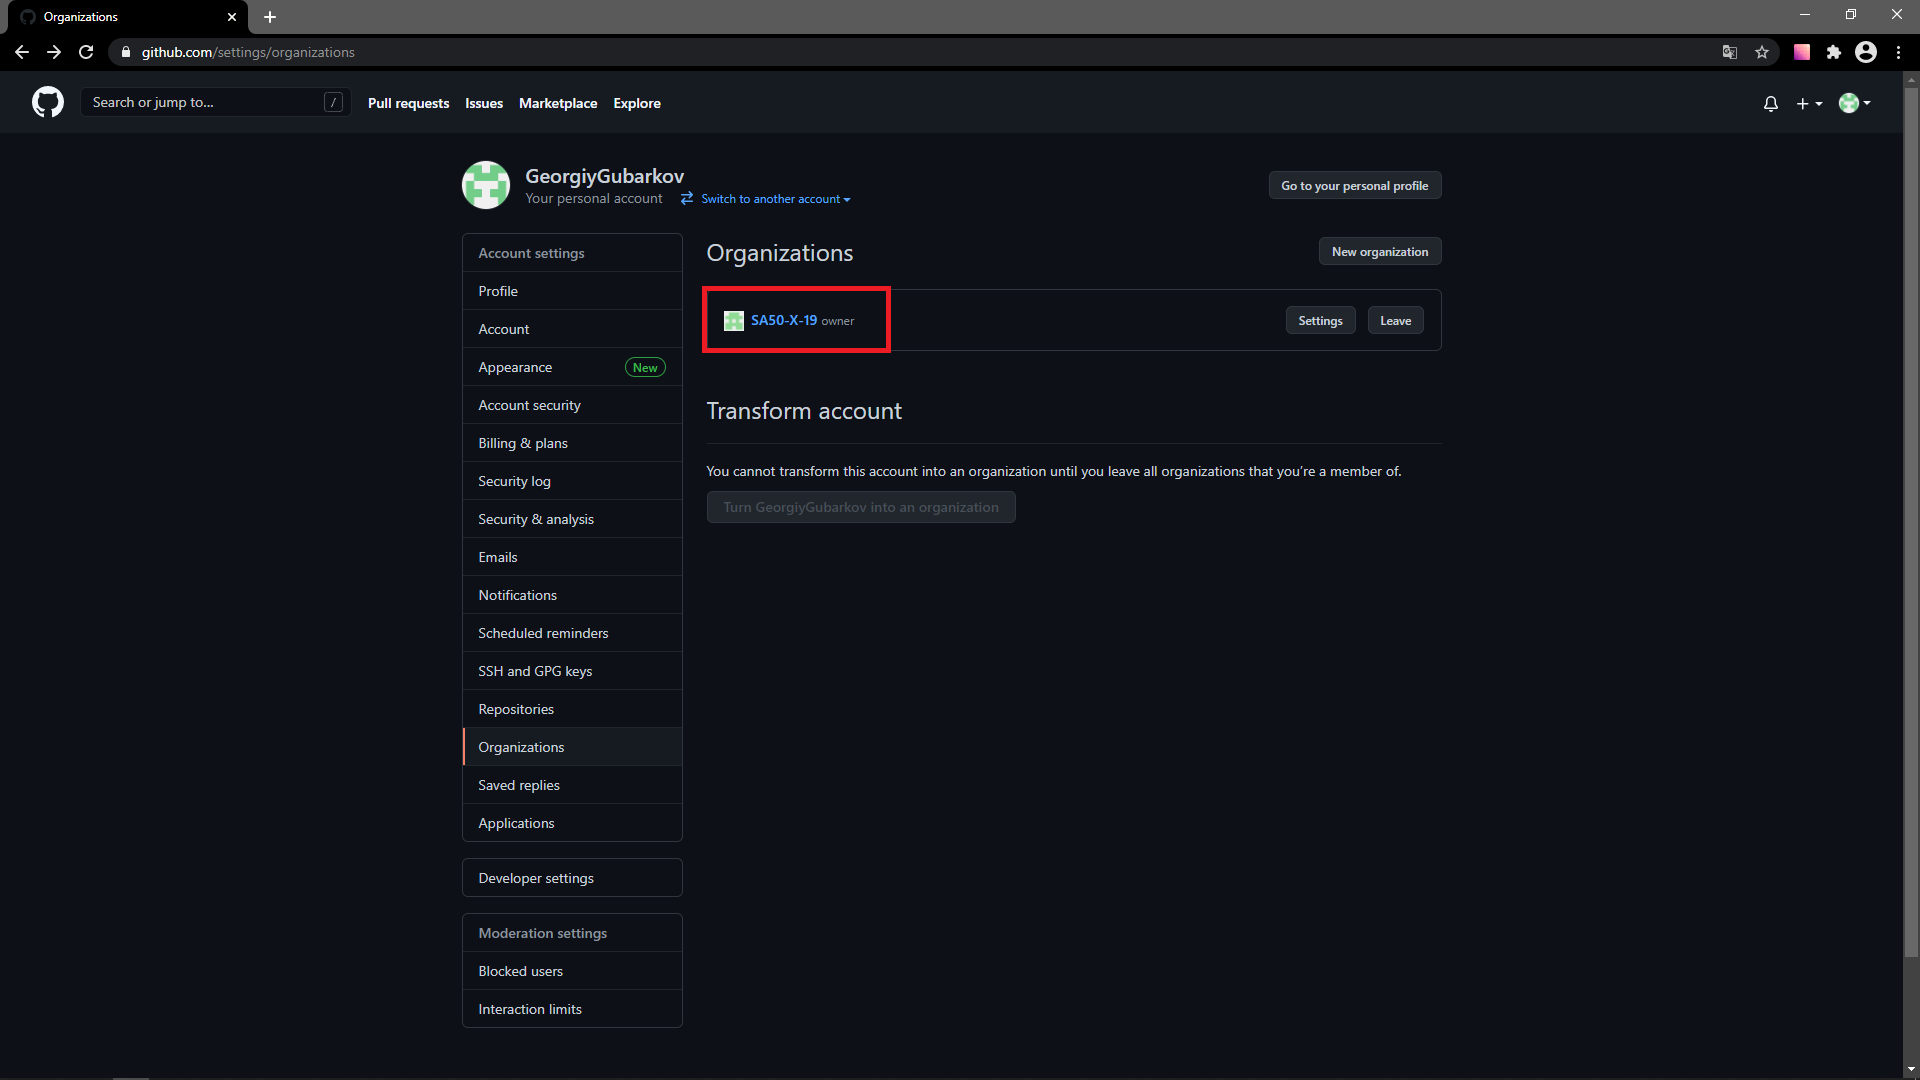 Organizations
github.com/settings/organizations
Search or jump to... /
Pull requests Issues Marketplace Explore
GeorgiyGubarkov
Your personal account Switch to another account
Go to your personal profile
Account settings
Profile
Account
Appearance New
Account security
Billing & plans
Security log
Security & analysis
Emails
Notifications
Scheduled reminders
SSH and GPG keys
Repositories
Organizations
Saved replies
Applications
Developer settings
Moderation settings
Blocked users
Interaction limits
Organizations
New organization
SA50-X-19 owner
Settings Leave
Transform account
You cannot transform this account into an organization until you leave all organizations that you’re a member of.
Turn GeorgiyGubarkov into an organization